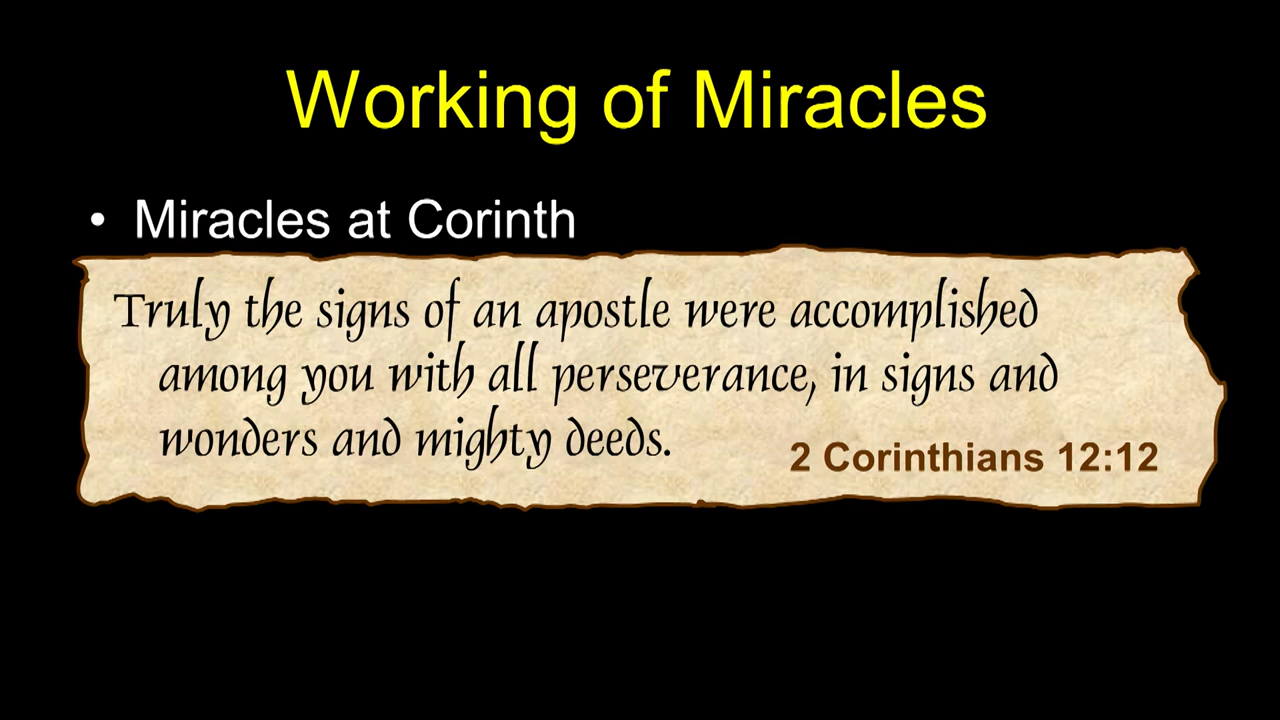 Working of Miracles
• Miracles at Corinth
Truly the signs of an apostle were accomplished
among you with all perseverance, in signs and
wonders and mighty deeds.
2 Corinthians 12:12